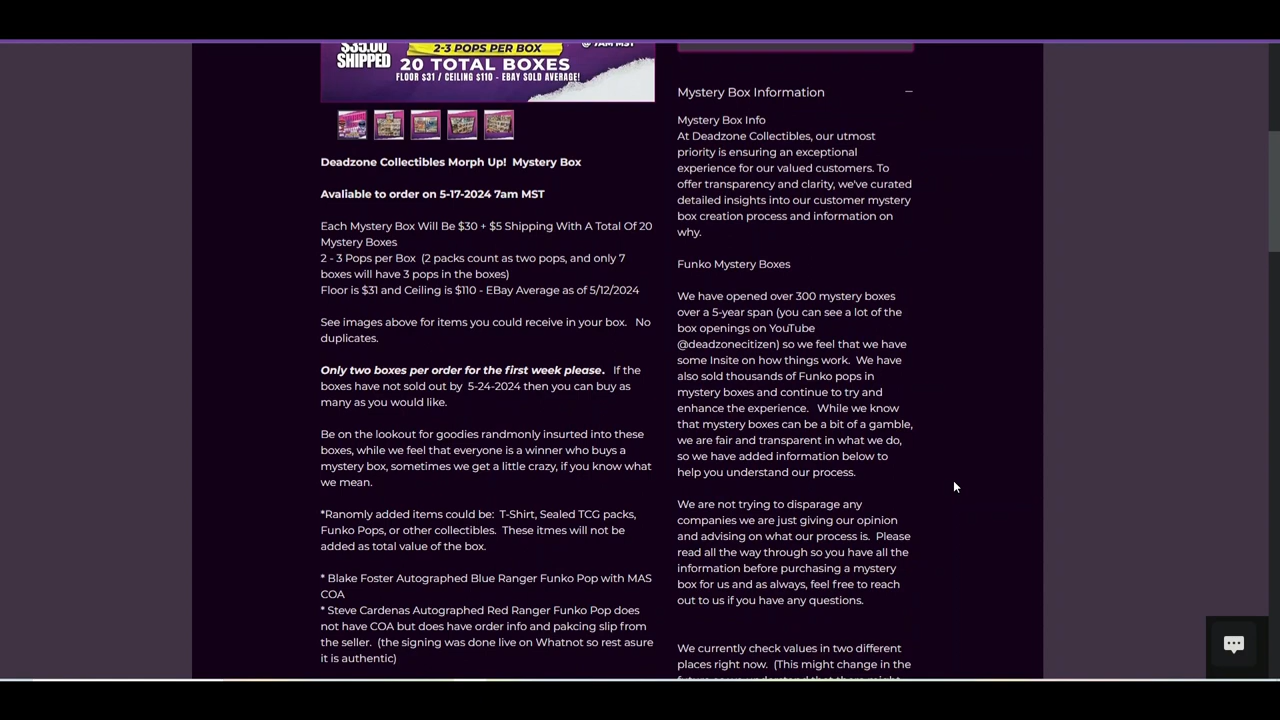 $35.00
SHIPPED
2-3 POPS PER BOX
@ 7AM MST
20 TOTAL BOXES
FLOOR $31 / CEILING $110 - EBAY SOLD AVERAGE!
Deadzone Collectibles Morph Up!  Mystery Box
Avaliable to order on 5-17-2024 7am MST
Each Mystery Box Will Be $30 + $5 Shipping With A Total Of 20
Mystery Boxes
2 - 3 Pops per Box  (2 packs count as two pops, and only 7
boxes will have 3 pops in the boxes)
Floor is $31 and Ceiling is $110 - EBay Average as of 5/12/2024
See images above for items you could receive in your box.   No
duplicates.
Only two boxes per order for the first week please.   If the
boxes have not sold out by  5-24-2024 then you can buy as
many as you would like.
Be on the lookout for goodies randmonly insurted into these
boxes, while we feel that everyone is a winner who buys a
mystery box, sometimes we get a little crazy, if you know what
we mean.
*Ranomly added items could be:  T-Shirt, Sealed TCG packs,
Funko Pops, or other collectibles.  These itmes will not be
added as total value of the box.
* Blake Foster Autographed Blue Ranger Funko Pop with MAS
COA
* Steve Cardenas Autographed Red Ranger Funko Pop does
not have COA but does have order info and pakcing slip from
the seller.  (the signing was done live on Whatnot so rest asure
it is authentic)
Mystery Box Information
Mystery Box Info
At Deadzone Collectibles, our utmost
priority is ensuring an exceptional
experience for our valued customers. To
offer transparency and clarity, we've curated
detailed insights into our customer mystery
box creation process and information on
why.
Funko Mystery Boxes
We have opened over 300 mystery boxes
over a 5-year span (you can see a lot of the
box openings on YouTube
@deadzonecitizen) so we feel that we have
some Insite on how things work.  We have
also sold thousands of Funko pops in
mystery boxes and continue to try and
enhance the experience.   While we know
that mystery boxes can be a bit of a gamble,
we are fair and transparent in what we do,
so we have added information below to
help you understand our process.
We are not trying to disparage any
companies we are just giving our opinion
and advising on what our process is.  Please
read all the way through so you have all the
information before purchasing a mystery
box for us and as always, feel free to reach
out to us if you have any questions.
We currently check values in two different
places right now.  (This might change in the